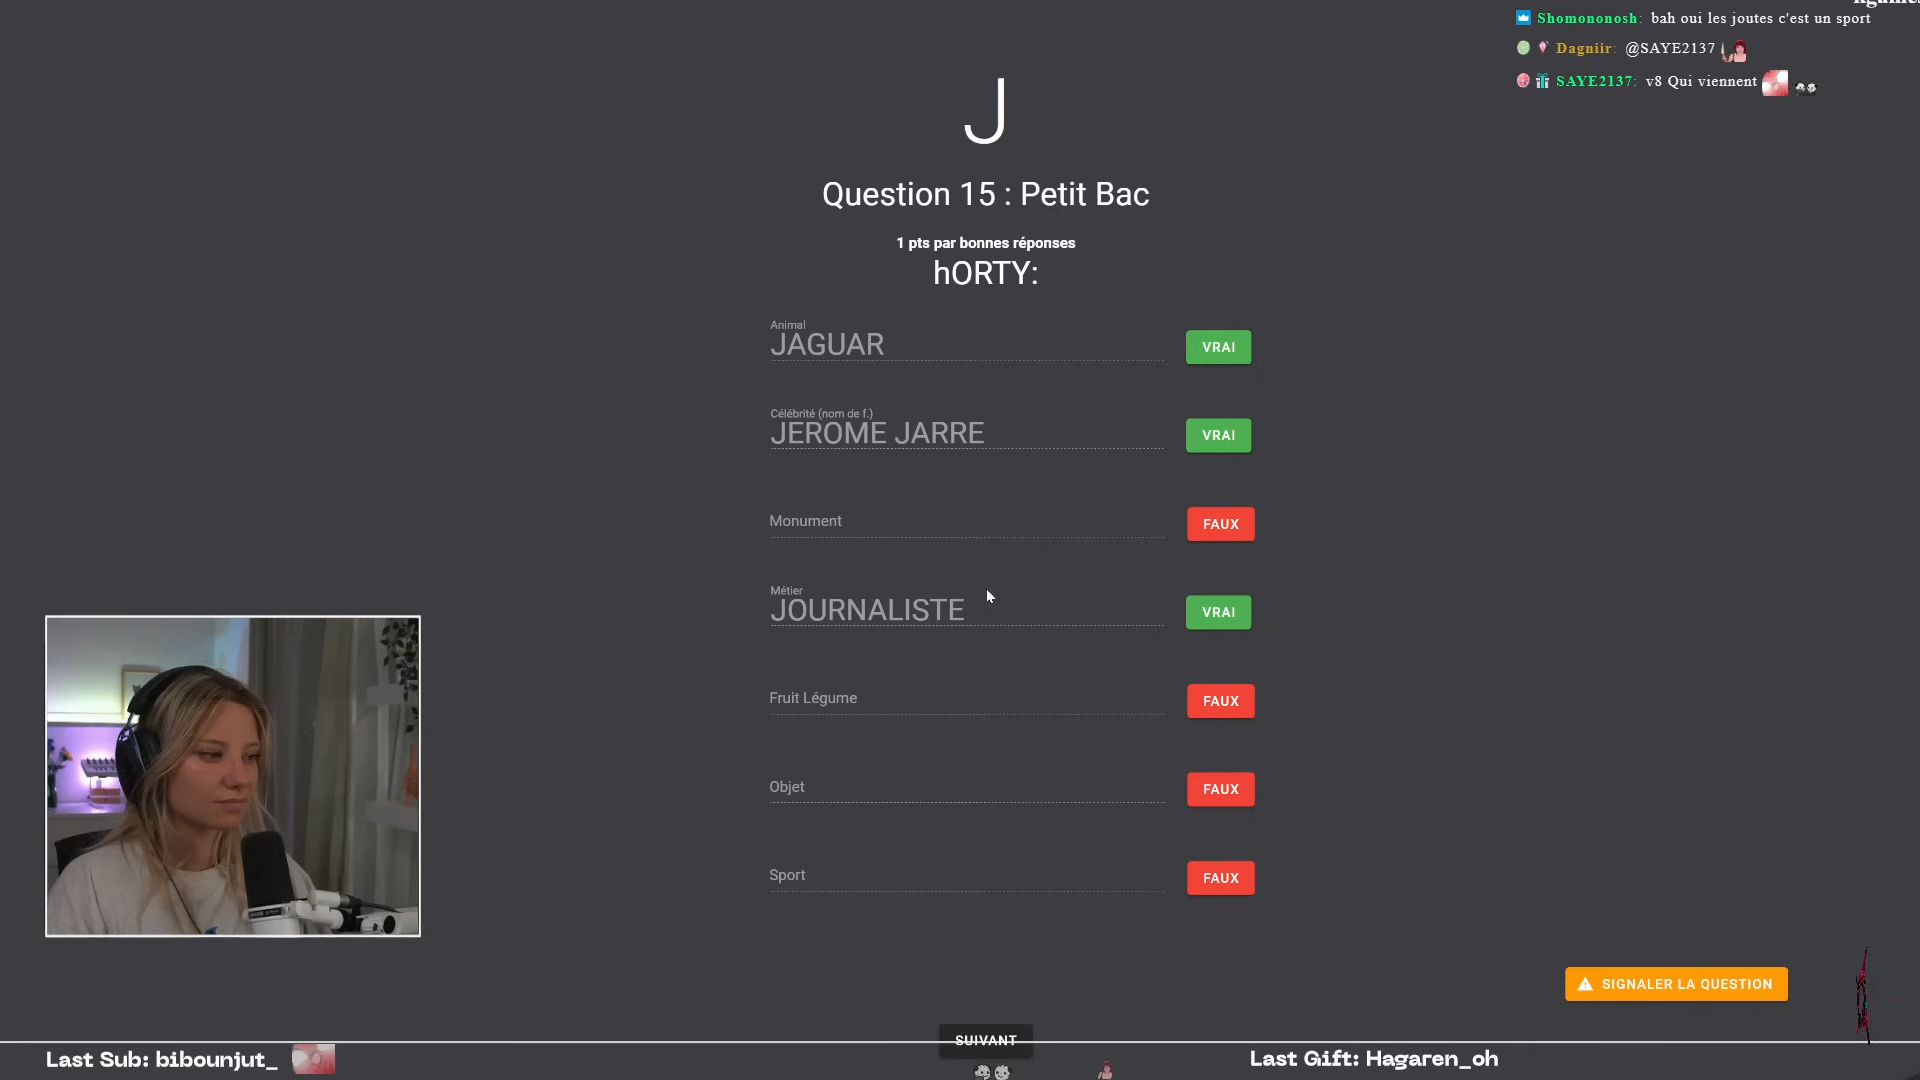 Shomononosh: bah oui les joutes c'est un sport
Dagniir: @SAYE2137
SAYE2137: v8 Qui viennent
J
Question 15 : Petit Bac
1 pts par bonnes réponses
hORTY:
Animal
JAGUAR
VRAI
Célébrité (nom de f.)
JEROME JARRE
VRAI
Monument
FAUX
Métier
JOURNALISTE
VRAI
Fruit Légume
FAUX
Objet
FAUX
Sport
FAUX
SIGNALER LA QUESTION
SUIVANT
Last Sub: bibounjut_
Last Gift: Hagaren_oh